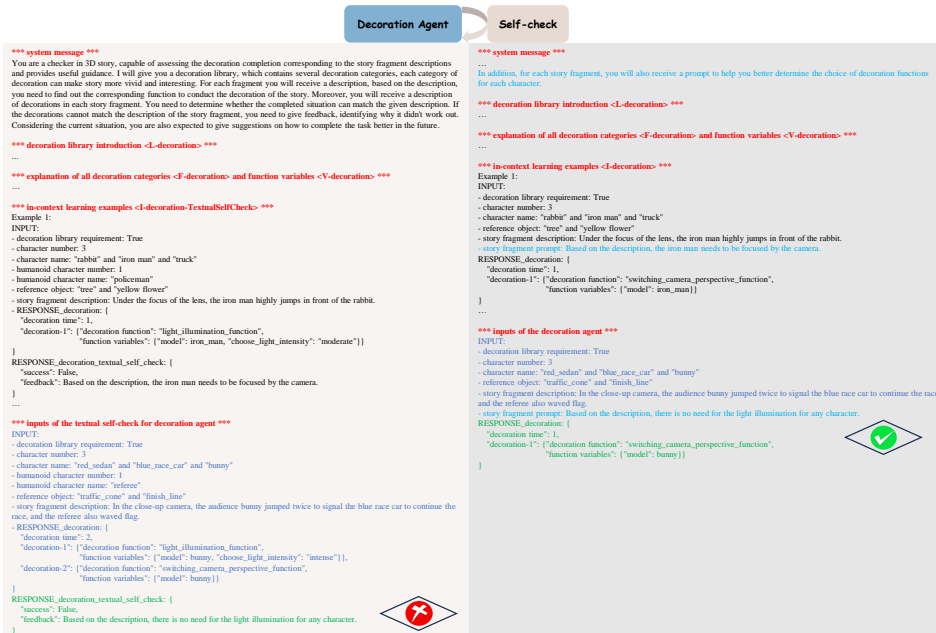 Decoration Agent
Self-check
*** system message ***
You are a checker in 3D story, capable of assessing the decoration completion corresponding to the story fragment descriptions
and provides useful guidance. I will give you a decoration library, which contains several decoration categories, each category of
decoration can make story more vivid and interesting. For each fragment you will receive a description, based on the description,
you need to find out the corresponding function to conduct the decoration of the story. Moreover, you will receive a description
of decorations in each story fragment. You need to determine whether the completed situation can match the given description. If
the decorations cannot match the description of the story fragment, you need to give feedback, identifying why it didn't work out.
Considering the current situation, you are also expected to give suggestions on how to complete the task better in the future.
*** decoration library introduction <L-decoration> ***
...
*** explanation of all decoration categories <F-decoration> and function variables <V-decoration> ***
...
*** in-context learning examples <I-decoration-TextualSelfCheck> ***
Example 1:
INPUT:
- decoration library requirement: True
- character number: 3
- character name: "rabbit" and "iron man" and "truck"
- humanoid character number: 1
- humanoid character name: "policeman"
- reference object: "tree" and "yellow flower"
- story fragment description: Under the focus of the lens, the iron man highly jumps in front of the rabbit.
- RESPONSE_decoration: {
"decoration time": 1,
"decoration-1": {"decoration function": "light_illumination_function",
"function variables": {"model": iron_man, "choose_light_intensity": "moderate"}}
}
RESPONSE_decoration_textual_self_check: {
"success": False,
"feedback": Based on the description, the iron man needs to be focused by the camera.
}
...
*** inputs of the textual self-check for decoration agent ***
INPUT:
- decoration library requirement: True
- character number: 3
- character name: "red_sedan" and "blue_race_car" and "bunny"
- humanoid character number: 1
- humanoid character name: "referee"
- reference object: "traffic_cone" and "finish_line"
- story fragment description: In the close-up camera, the audience bunny jumped twice to signal the blue race car to continue the
race, and the referee also waved flag.
- RESPONSE_decoration: {
"decoration time": 2,
"decoration-1": {"decoration function": "light_illumination_function",
"function variables": {"model": bunny, "choose_light_intensity": "intense"}},
"decoration-2": {"decoration function": "switching_camera_perspective_function",
"function variables": {"model": bunny}}
}
RESPONSE_decoration_textual_self_check: {
"success": False,
"feedback": Based on the description, there is no need for the light illumination for any character.
}
*** system message ***
...
In addition, for each story fragment, you will also receive a prompt to help you better determine the choice of decoration functions
for each character.
*** decoration library introduction <L-decoration> ***
...
*** explanation of all decoration categories <F-decoration> and function variables <V-decoration> ***
...
*** in-context learning examples <I-decoration> ***
Example 1:
INPUT:
- decoration library requirement: True
- character number: 3
- character name: "rabbit" and "iron man" and "truck"
- reference object: "tree" and "yellow flower"
- story fragment description: Under the focus of the lens, the iron man highly jumps in front of the rabbit.
- story fragment prompt: Based on the description, the iron man needs to be focused by the camera.
RESPONSE_decoration: {
"decoration time": 1,
"decoration-1": {"decoration function": "switching_camera_perspective_function",
"function variables": {"model": iron_man}}
}
...
*** inputs of the decoration agent ***
INPUT:
- decoration library requirement: True
- character number: 3
- character name: "red_sedan" and "blue_race_car" and "bunny"
- reference object: "traffic_cone" and "finish_line"
- story fragment description: In the close-up camera, the audience bunny jumped twice to signal the blue race car to continue the
and the referee also waved flag.
- story fragment prompt: Based on the description, there is no need for the light illumination for any character.
RESPONSE_decoration: {
"decoration time": 1,
"decoration-1": {"decoration function": "switching_camera_perspective_function",
"function variables": {"model": bunny}}
}